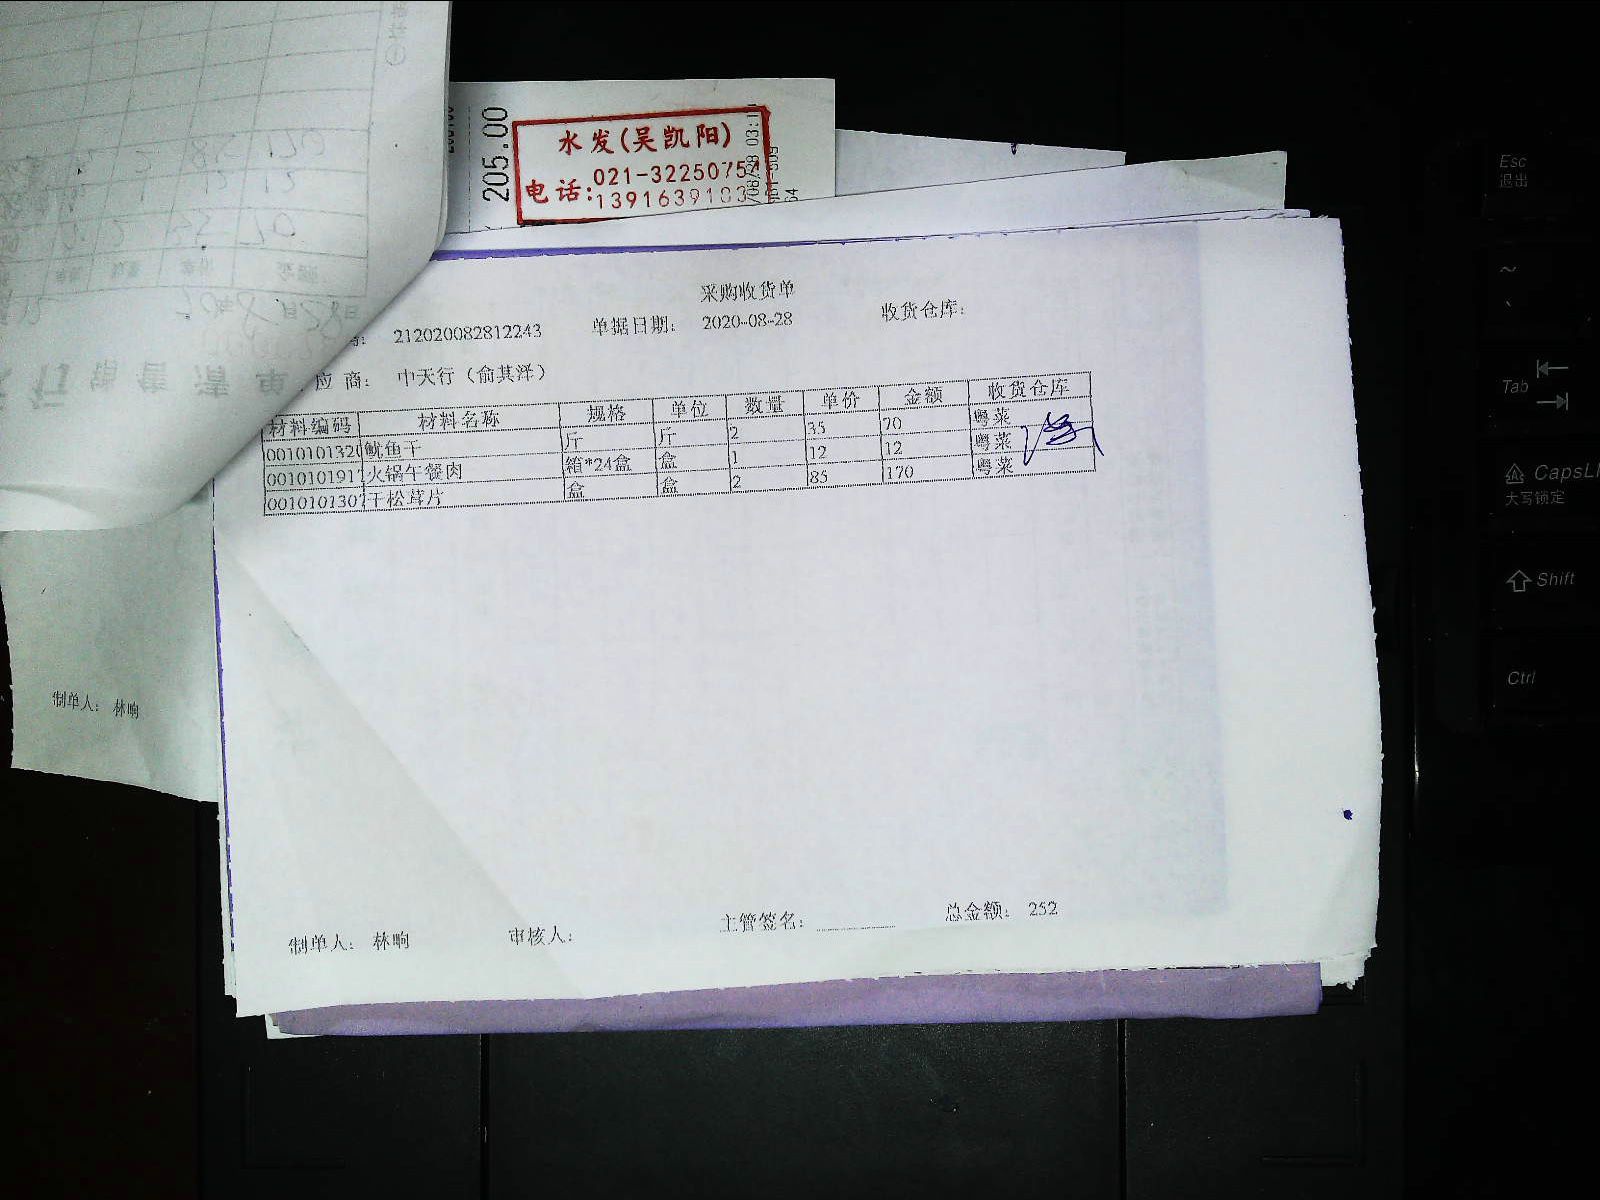 205.00
水发(吴凯阳)
021-3225075
电话:139163910
采购收货单
212020082812243 单据日期: 2020-08-28 收货仓库:
应 商: 中天行(俞其洋)
材料编码 材料名称 规格 单位 数量 单价 金额 收货仓库
001010132 鱿鱼干 斤 斤 2 35 70 粤菜
001010191 火锅午餐肉 箱*24盒 盒 1 12 12 粤菜
001010130 干松茸片 盒 盒 2 85 170 粤菜
制单人: 林响 审核人: 主管签名: 总金额: 252
制单人: 林响
Esc
退出
~
Tab
CapsL
大写锁定
Shift
Ctrl